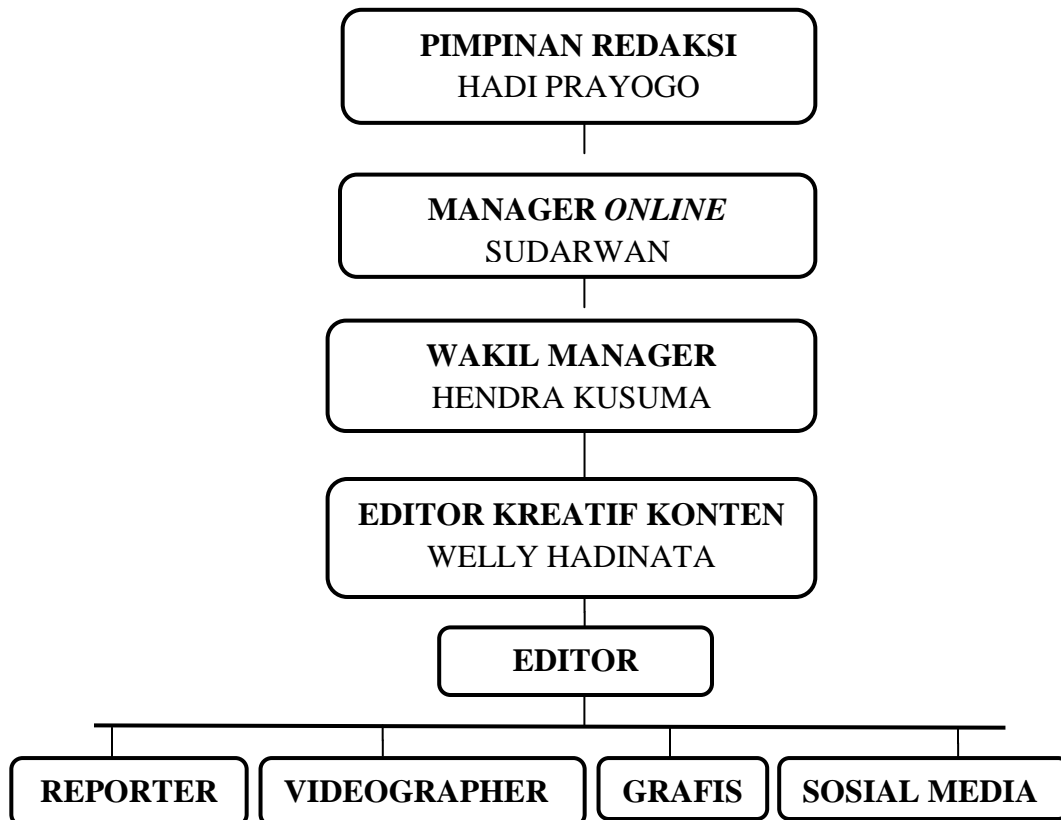 PIMPINAN REDAKSI
HADI PRAYOGO
MANAGER ONLINE
SUDARWAN
WAKIL MANAGER
HENDRA KUSUMA
EDITOR KREATIF KONTEN
WELLY HADINATA
EDITOR
REPORTER
VIDEOGRAPHER
GRAFIS
SOSIAL MEDIA